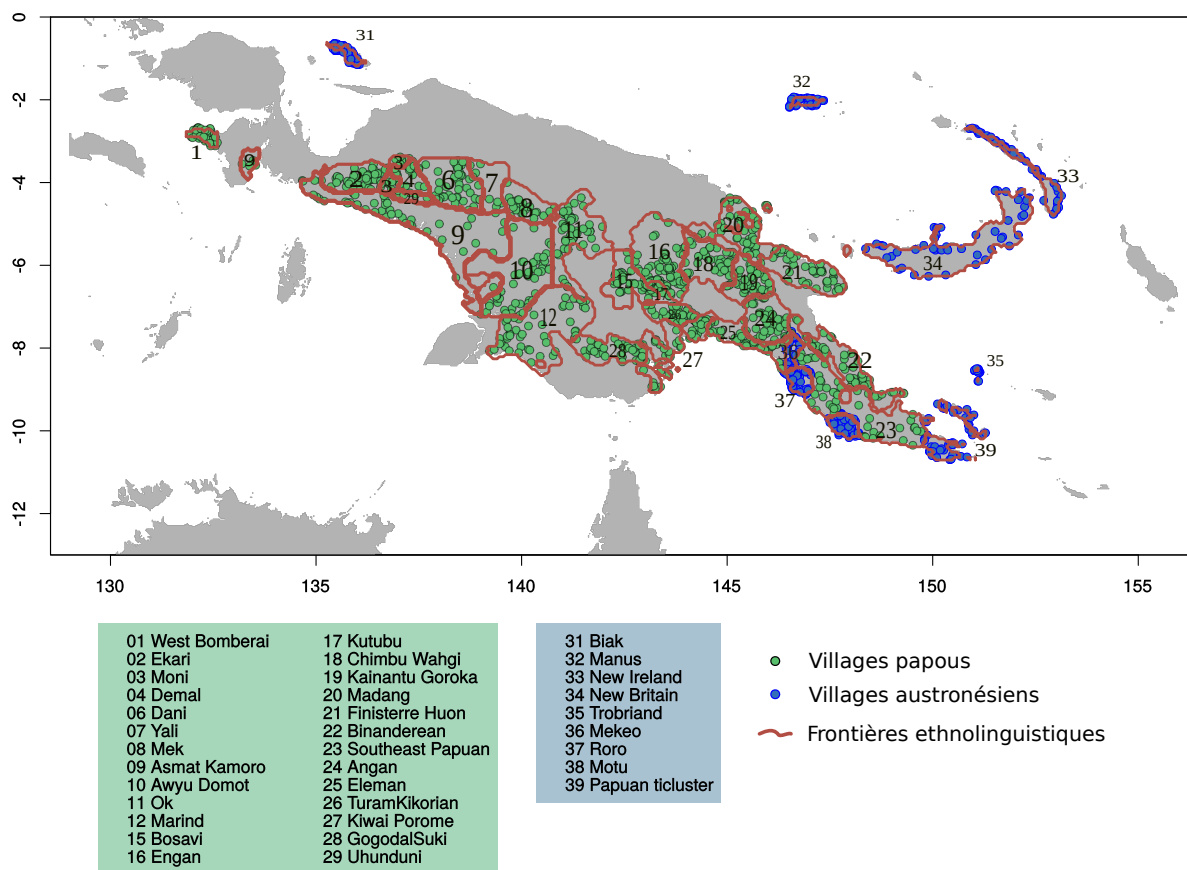 0
-2
-4
-6
-8
-10
-12
130
135
140
145
150
155
31
32
1
9
3
2
3
4
29
6
7
8
9
10
11
12
16
15
17
18
19
20
21
26
25
24
28
27
36
37
22
38
23
33
34
35
39
01 West Bomberai
02 Ekari
03 Moni
04 Demal
06 Dani
07 Yali
08 Mek
09 Asmat Kamoro
10 Awyu Domot
11 Ok
12 Marind
15 Bosavi
16 Engan
17 Kutubu
18 Chimbu Wahgi
19 Kainantu Goroka
20 Madang
21 Finisterre Huon
22 Binanderean
23 Southeast Papuan
24 Angan
25 Eleman
26 TuramKikorian
27 Kiwai Porome
28 GogodalSuki
29 Uhunduni
31 Biak
32 Manus
33 New Ireland
34 New Britain
35 Trobriand
36 Mekeo
37 Roro
38 Motu
39 Papuan ticluster
Villages papous
Villages austronésiens
Frontières ethnolinguistiques